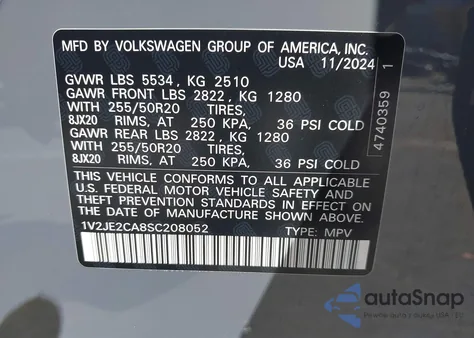 MFD BY VOLKSWAGEN GROUP OF AMERICA, INC.
USA 11/2024
GVWR LBS 5534 , KG 2510
GAWR FRONT LBS 2822 , KG 1280
WITH 255/50R20 TIRES,
8JX20 RIMS, AT 250 KPA, 36 PSI COLD
GAWR REAR LBS 2822 , KG 1280
WITH 255/50R20 TIRES,
8JX20 RIMS, AT 250 KPA, 36 PSI COLD
THIS VEHICLE CONFORMS TO ALL APPLICABLE
U.S. FEDERAL MOTOR VEHICLE SAFETY AND
THEFT PREVENTION STANDARDS IN EFFECT ON
THE DATE OF MANUFACTURE SHOWN ABOVE
1V2JE2CA8SC208052 TYPE: MPV
4740359 1
autoSnap